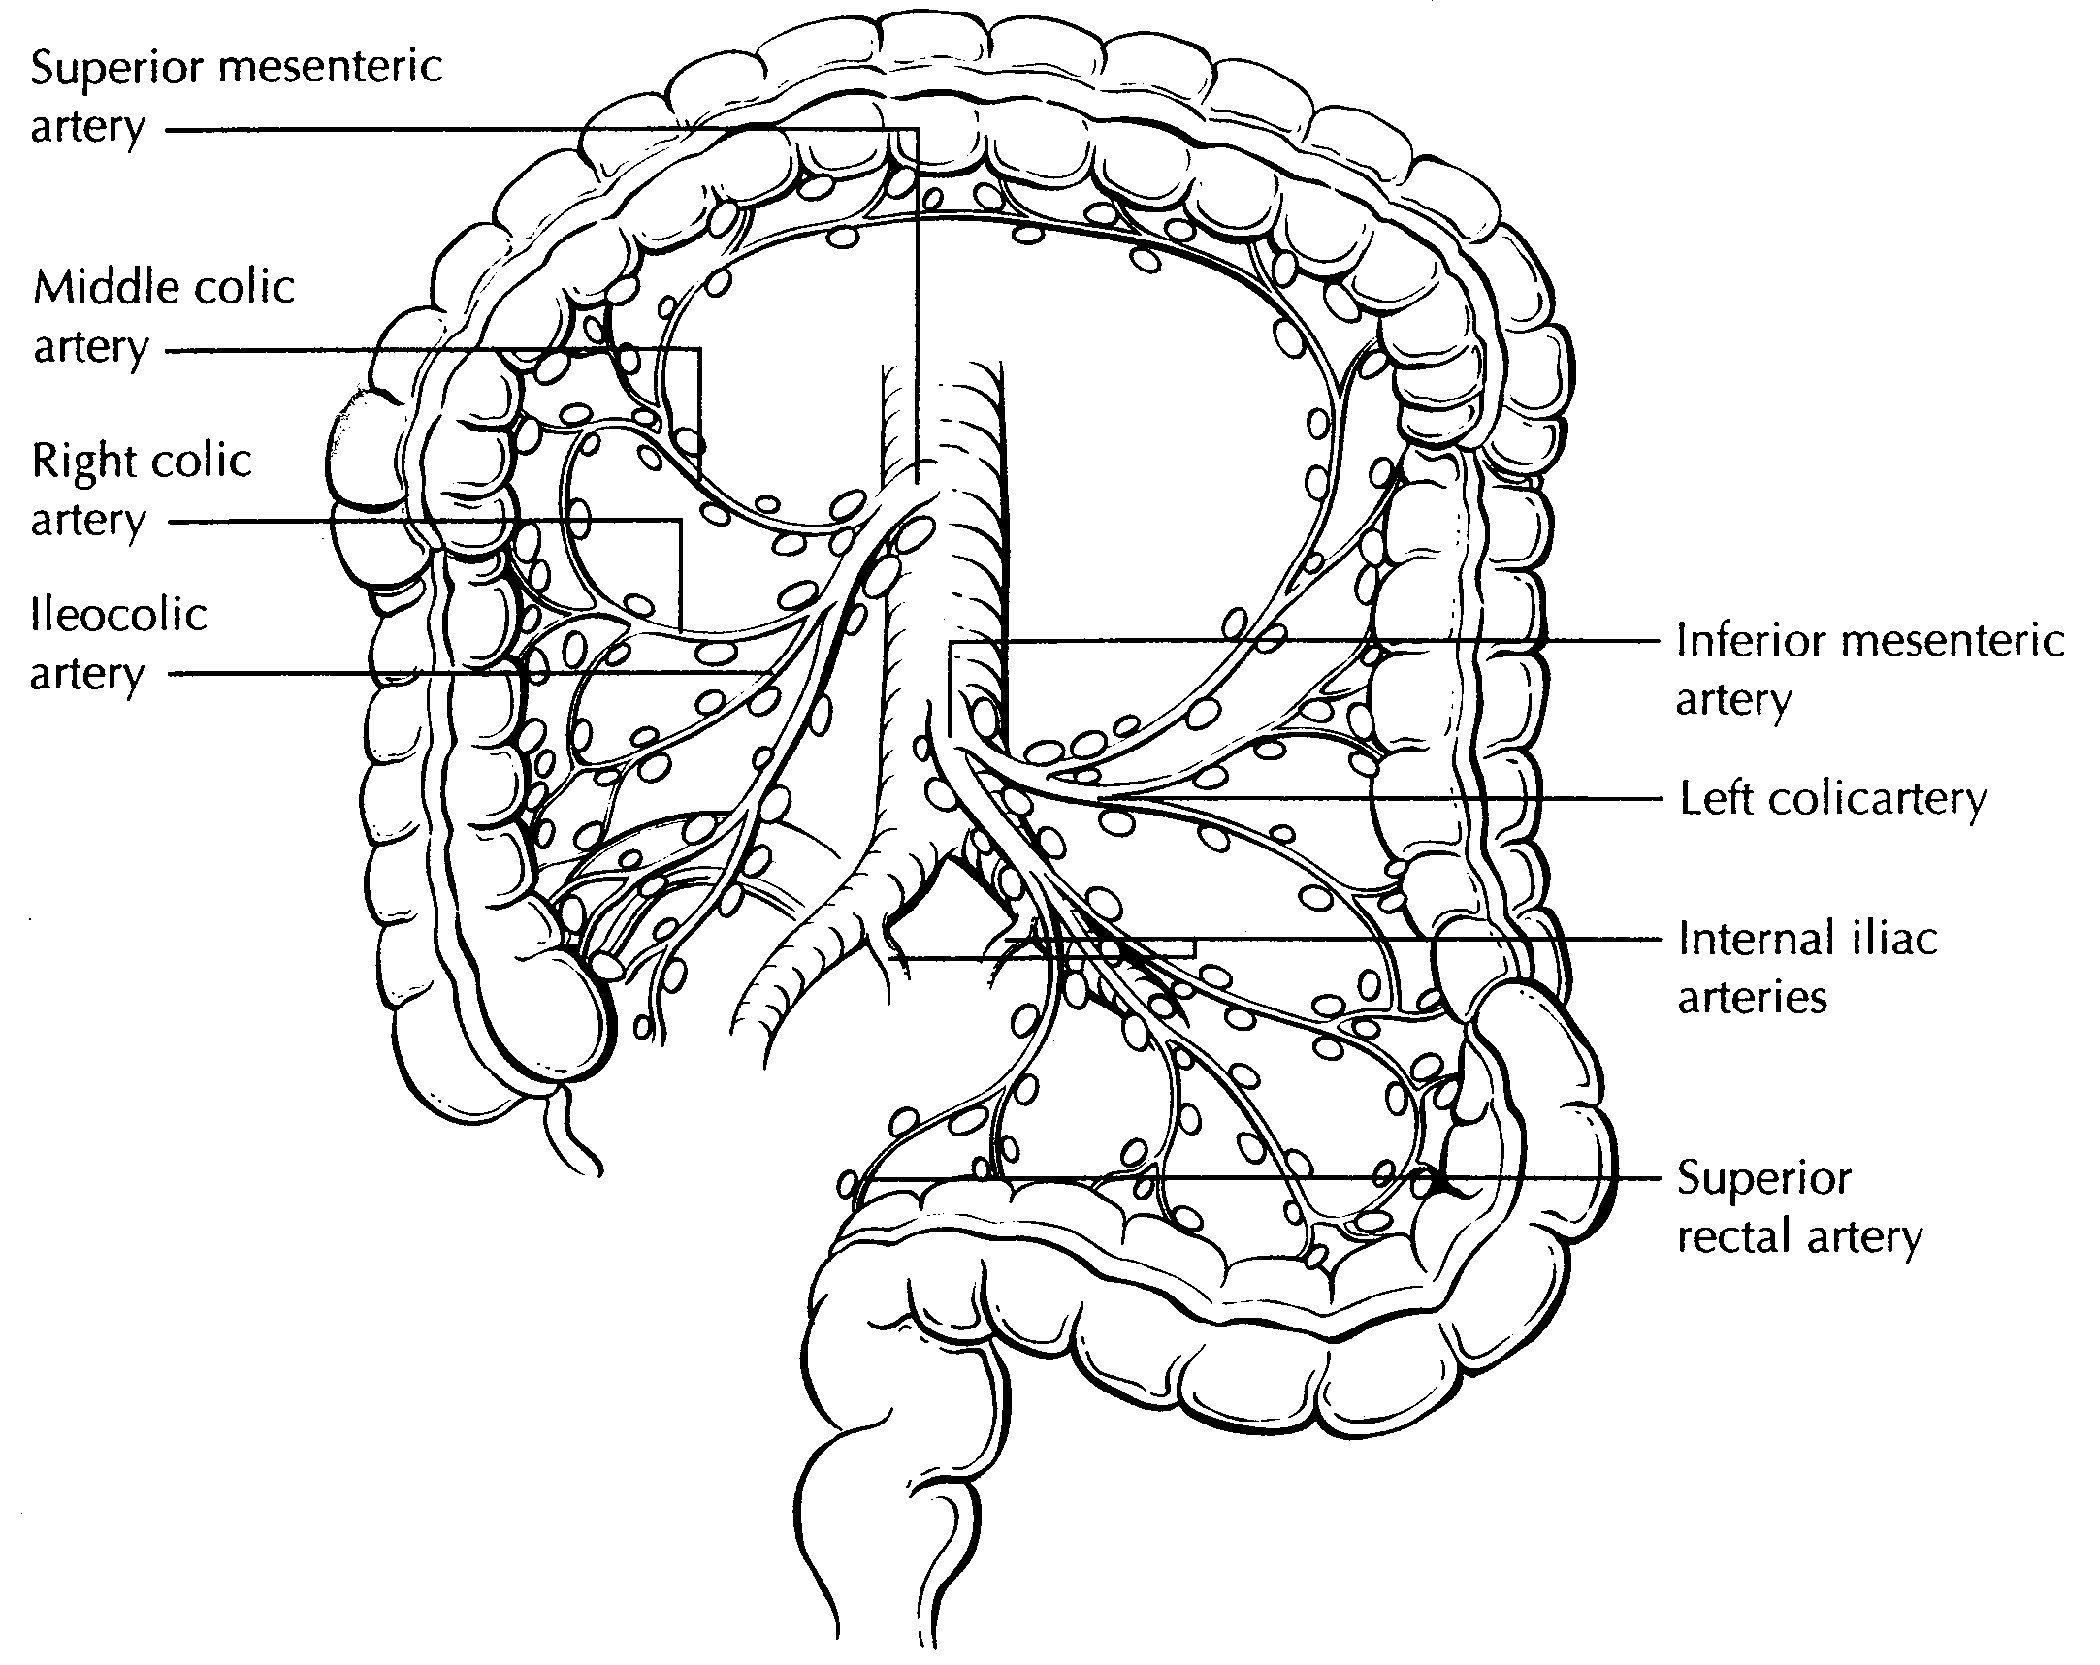 Superior mesenteric
artery
Middle colic
artery
Right colic
artery
Ileocolic
artery
Inferior mesenteric
artery
Left colicartery
Internal iliac
arteries
Superior
rectal artery